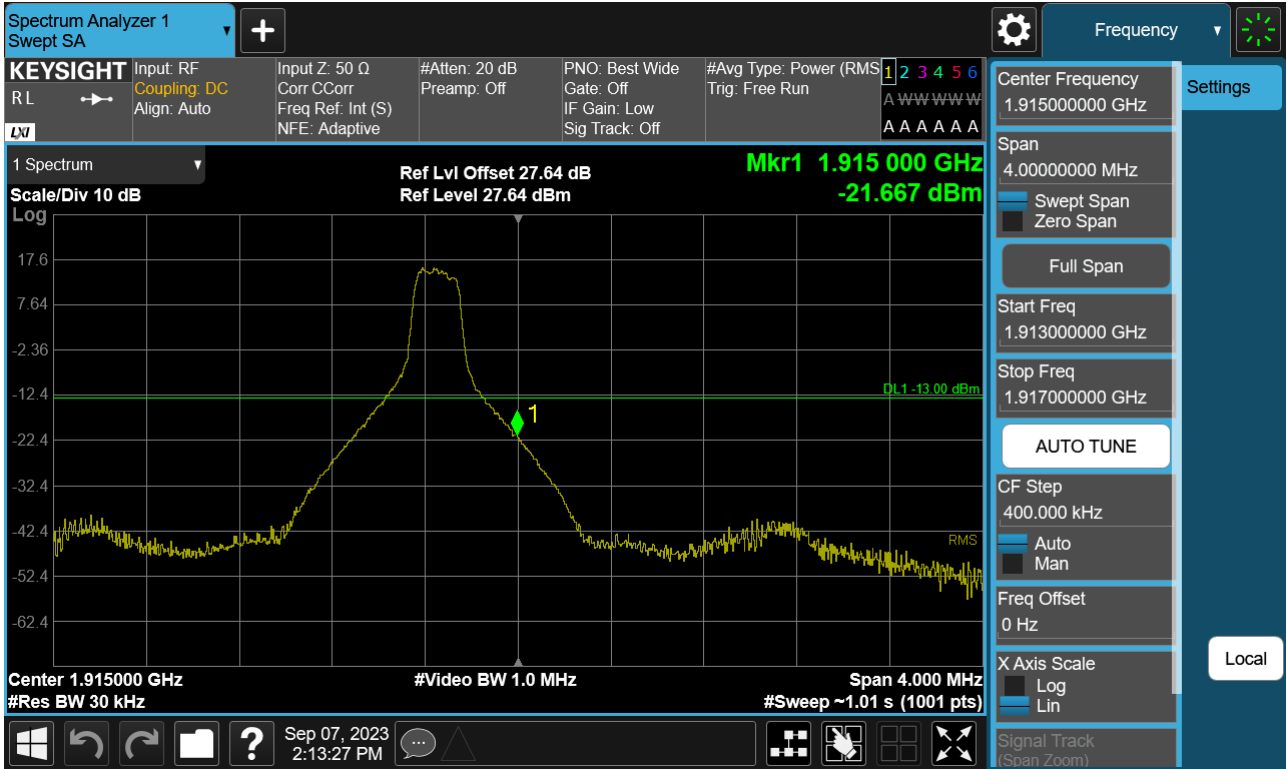 Spectrum Analyzer 1
Swept SA
Frequency
KEYSIGHT
R L
LXI
Input: RF
Coupling: DC
Align: Auto
Input Z: 50 Ω
Corr CCorr
Freq Ref: Int (S)
NFE: Adaptive
#Atten: 20 dB
Preamp: Off
PNO: Best Wide
Gate: Off
IF Gain: Low
Sig Track: Off
#Avg Type: Power (RMS
Trig: Free Run
1 2 3 4 5 6
A W W W W W
A A A A A A
1 Spectrum
Scale/Div 10 dB
Log
Ref Lvl Offset 27.64 dB
Ref Level 27.64 dBm
Mkr1 1.915 000 GHz
-21.667 dBm
17.6
7.64
-2.36
-12.4
-22.4
-32.4
-42.4
-52.4
-62.4
DL1 -13.00 dBm
1
RMS
Center 1.915000 GHz
#Video BW 1.0 MHz
Span 4.000 MHz
#Res BW 30 kHz
#Sweep ~1.01 s (1001 pts)
Center Frequency
1.915000000 GHz
Settings
Span
4.00000000 MHz
Swept Span
Zero Span
Full Span
Start Freq
1.913000000 GHz
Stop Freq
1.917000000 GHz
AUTO TUNE
CF Step
400.000 kHz
Auto
Man
Freq Offset
0 Hz
X Axis Scale
Log
Lin
Local
Signal Track
(Span Zoom)
?
Sep 07, 2023
2:13:27 PM